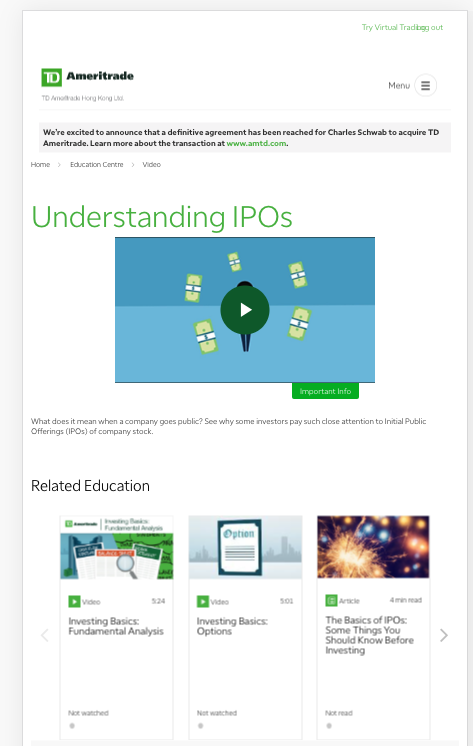 Try Virtual Trading
Log out
TD Ameritrade
TD Ameritrade Hong Kong Ltd.
Menu
We're excited to announce that a definitive agreement has been reached for Charles Schwab to acquire TD
Ameritrade. Learn more about the transaction at www.amtd.com.
Home > Education Centre > Video
Understanding IPOs
Important Info
What does it mean when a company goes public? See why some investors pay such close attention to Initial Public
Offerings (IPOs) of company stock.
Related Education
TD Ameritrade
Investing Basics:
Fundamental Analysis
BALANCE SHEET
Option
Video 5:24
Investing Basics:
Fundamental Analysis
Not watched
Video 5:01
Investing Basics:
Options
Not watched
Article 4 min read
The Basics of IPOs:
Some Things You
Should Know Before
Investing
Not read